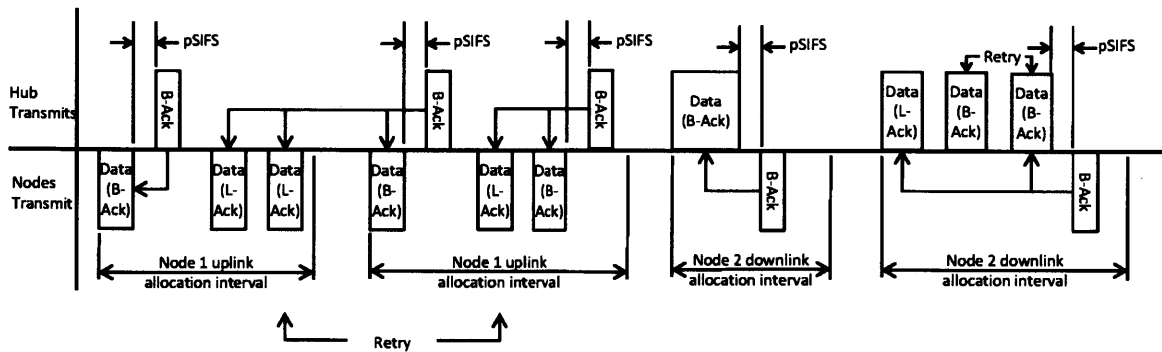 pSIFS
pSIFS
pSIFS
pSIFS
pSIFS
Retry
Hub
Transmits
B-Ack
B-Ack
B-Ack
Data
(B-Ack)
Data
(L-
Ack)
Data
(B-
Ack)
Data
(B-
Ack)
Nodes
Transmit
Data
(B-
Ack)
Data
(L-
Ack)
Data
(L-
Ack)
Data
(B-
Ack)
Data
(L-
Ack)
Data
(B-
Ack)
B-Ack
B-Ack
Node 1 uplink
allocation interval
Node 1 uplink
allocation interval
Node 2 downlink
allocation interval
Node 2 downlink
allocation interval
Retry